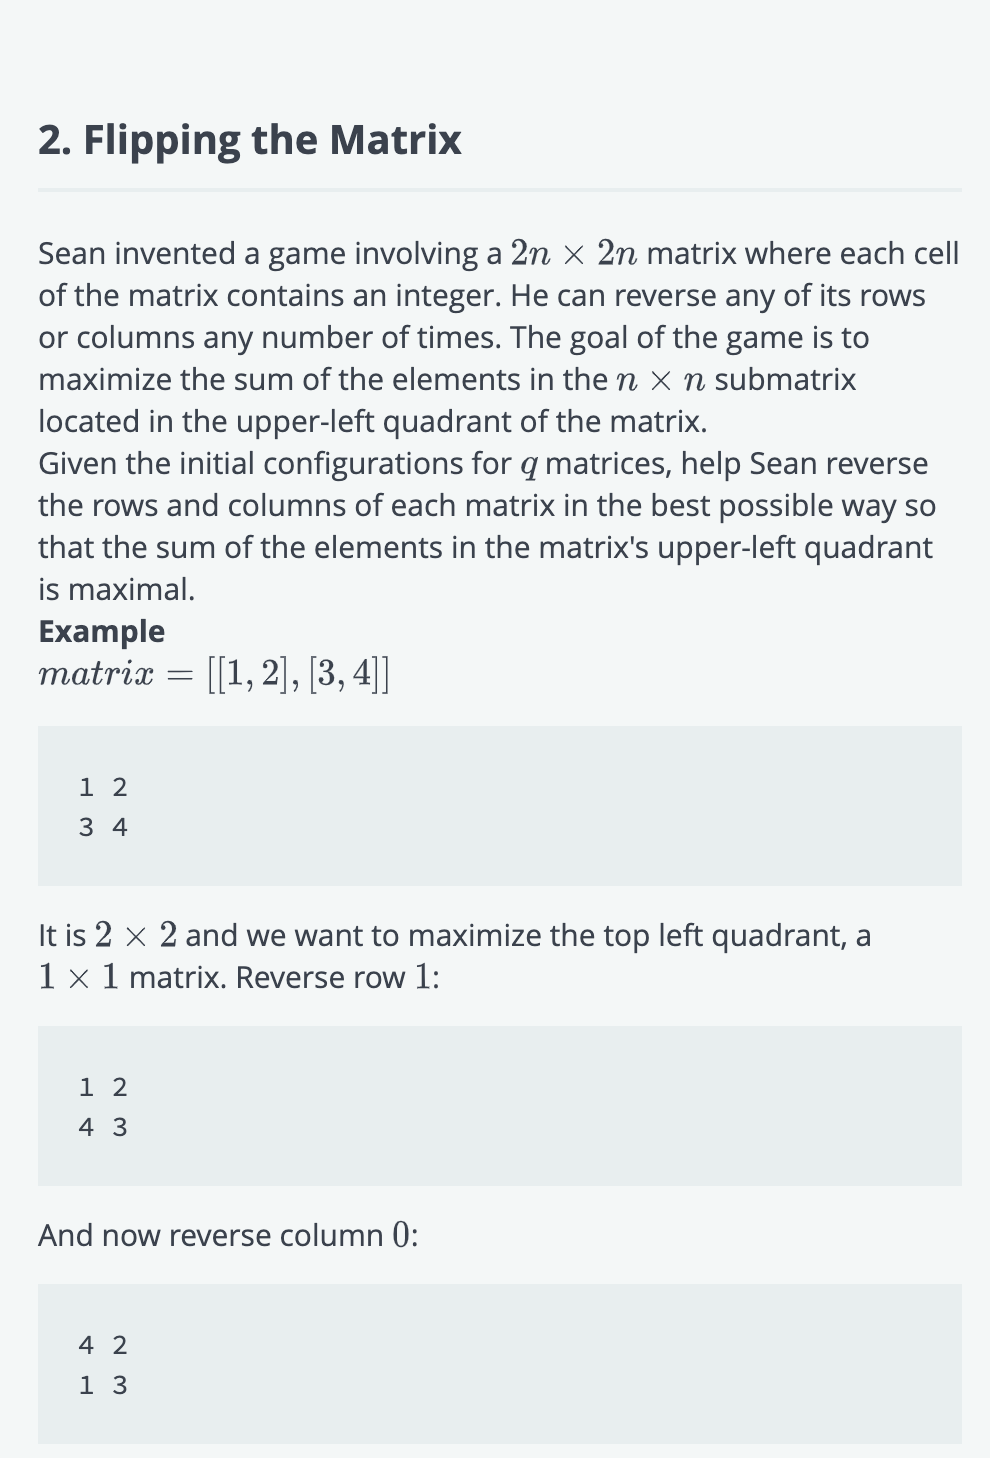 2. Flipping the Matrix
Sean invented a game involving a 2n × 2n matrix where each cell
of the matrix contains an integer. He can reverse any of its rows
or columns any number of times. The goal of the game is to
maximize the sum of the elements in the n × n submatrix
located in the upper-left quadrant of the matrix.
Given the initial configurations for q matrices, help Sean reverse
the rows and columns of each matrix in the best possible way so
that the sum of the elements in the matrix's upper-left quadrant
is maximal.
Example
matrix = [[1, 2], [3, 4]]
1 2
3 4
It is 2 × 2 and we want to maximize the top left quadrant, a
1 × 1 matrix. Reverse row 1:
1 2
4 3
And now reverse column 0:
4 2
1 3